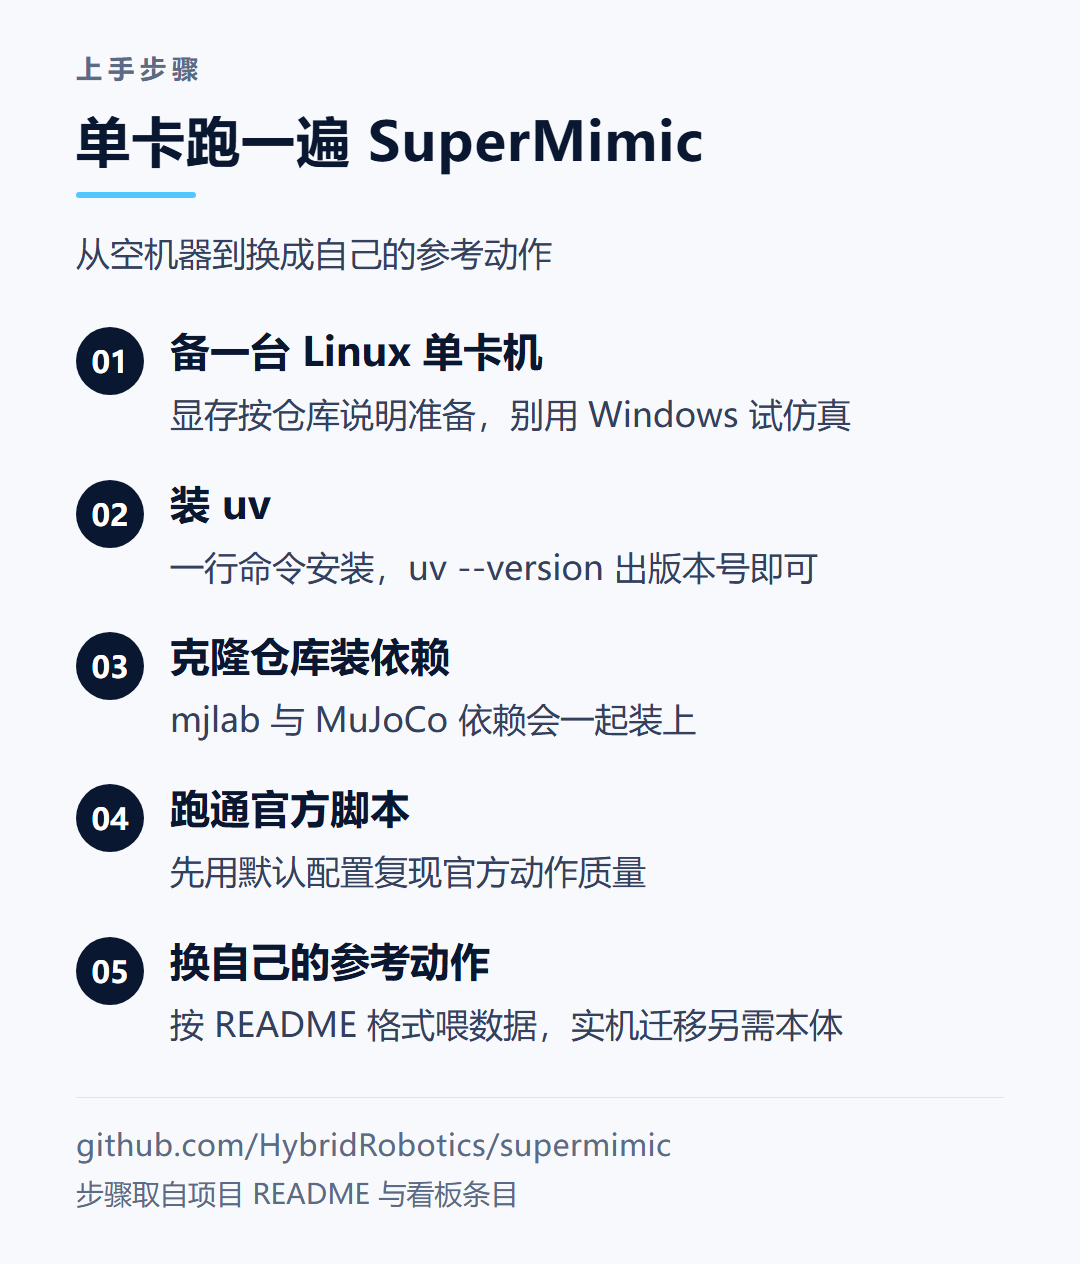 上手步骤
单卡跑一遍 SuperMimic
从空机器到换成自己的参考动作
01
备一台 Linux 单卡机
显存按仓库说明准备，别用 Windows 试仿真
02
装 uv
一行命令安装，uv --version 出版本号即可
03
克隆仓库装依赖
mjlab 与 MuJoCo 依赖会一起装上
04
跑通官方脚本
先用默认配置复现官方动作质量
05
换自己的参考动作
按 README 格式喂数据，实机迁移另需本体
github.com/HybridRobotics/supermimic
步骤取自项目 README 与看板条目